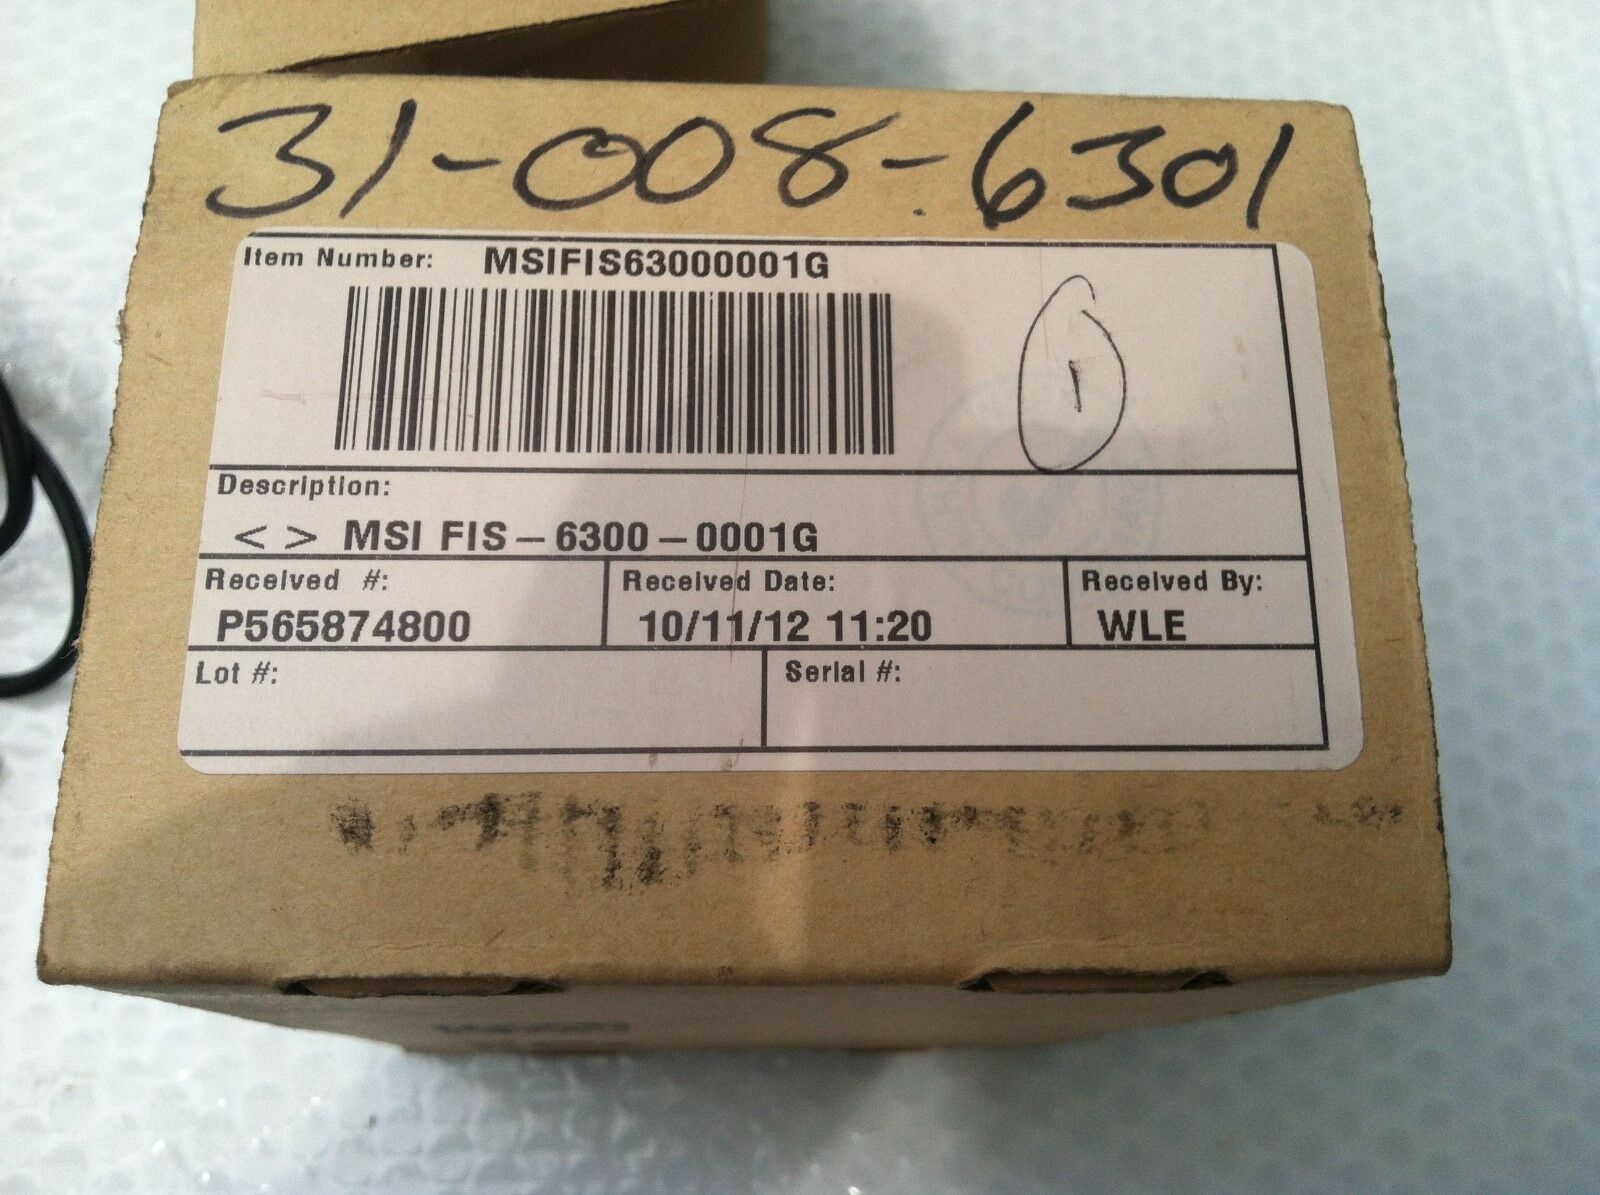 31-008-6301
Item Number: MSIFIS63000001G
1
Description:
< > MSI FIS-6300-0001G
Received #: Received Date: Received By:
P565874800 10/11/12 11:20 WLE
Lot #: Serial #: